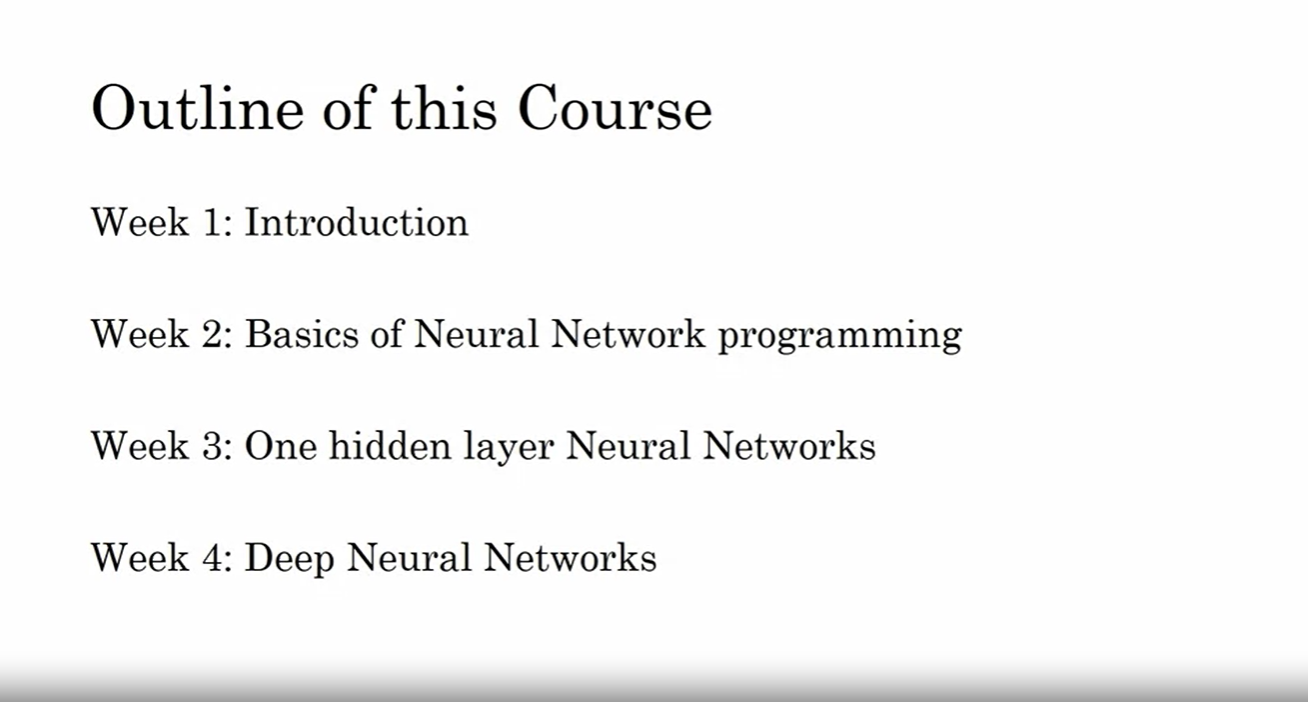 Outline of this Course
Week 1: Introduction
Week 2: Basics of Neural Network programming
Week 3: One hidden layer Neural Networks
Week 4: Deep Neural Networks